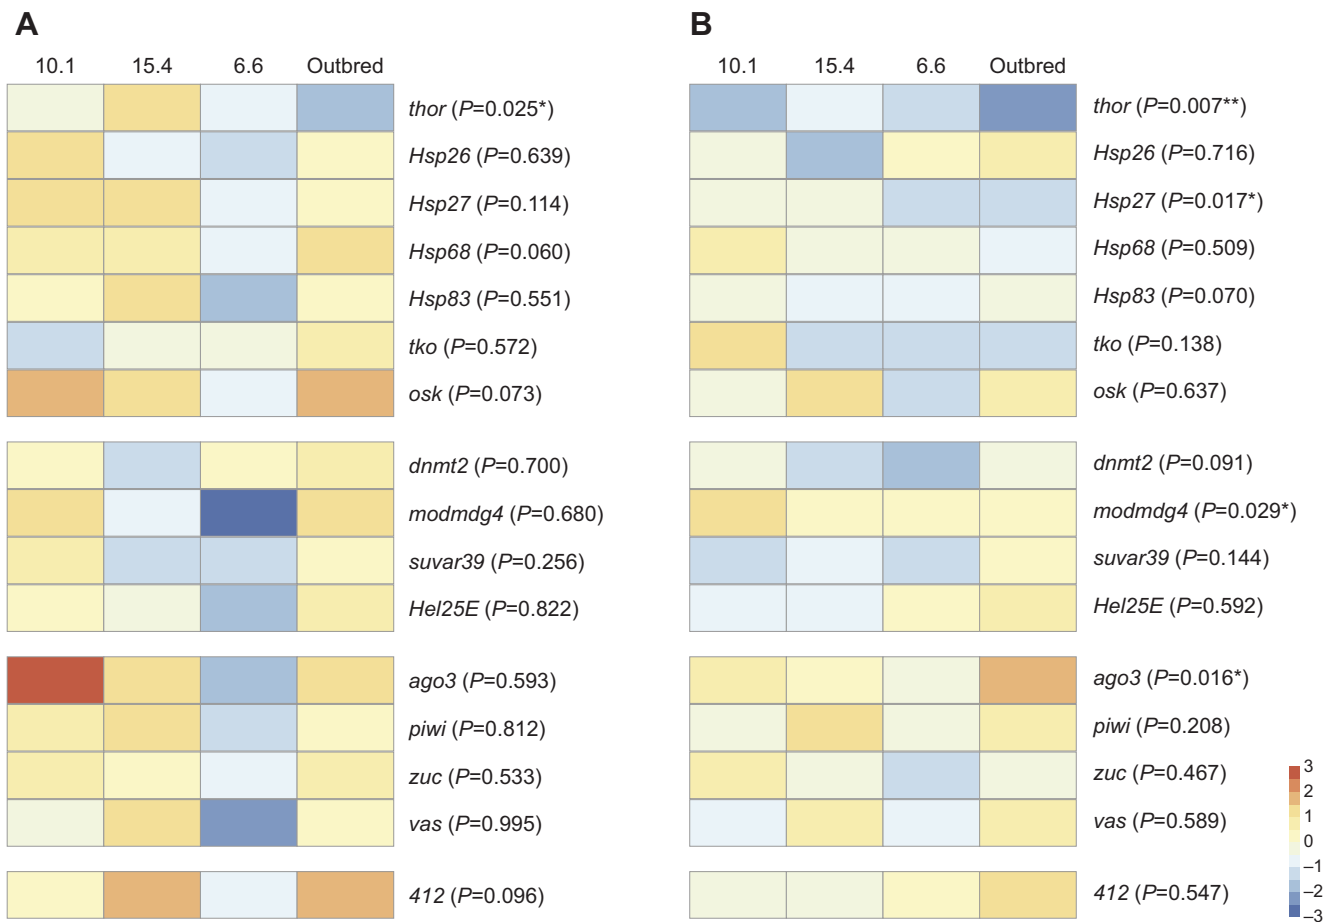 A
10.1 15.4 6.6 Outbred
thor (P=0.025*)
Hsp26 (P=0.639)
Hsp27 (P=0.114)
Hsp68 (P=0.060)
Hsp83 (P=0.551)
tko (P=0.572)
osk (P=0.073)
dnmt2 (P=0.700)
modmdg4 (P=0.680)
suvar39 (P=0.256)
Hel25E (P=0.822)
ago3 (P=0.593)
piwi (P=0.812)
zuc (P=0.533)
vas (P=0.995)
412 (P=0.096)
B
10.1 15.4 6.6 Outbred
thor (P=0.007**)
Hsp26 (P=0.716)
Hsp27 (P=0.017*)
Hsp68 (P=0.509)
Hsp83 (P=0.070)
tko (P=0.138)
osk (P=0.637)
dnmt2 (P=0.091)
modmdg4 (P=0.029*)
suvar39 (P=0.144)
Hel25E (P=0.592)
ago3 (P=0.016*)
piwi (P=0.208)
zuc (P=0.467)
vas (P=0.589)
412 (P=0.547)
3
2
1
0
–1
–2
–3